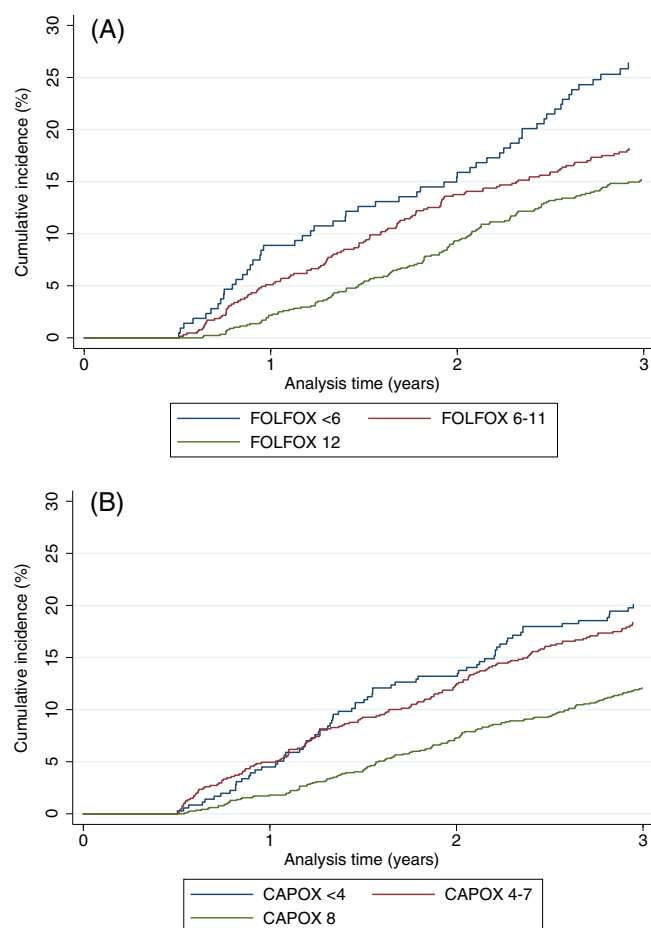 (A)
Cumulative incidence (%)
30
25
20
15
10
5
0
0 1 2 3
Analysis time (years)
FOLFOX <6 FOLFOX 6-11
FOLFOX 12
(B)
Cumulative incidence (%)
30
25
20
15
10
5
0
0 1 2 3
Analysis time (years)
CAPOX <4 CAPOX 4-7
CAPOX 8